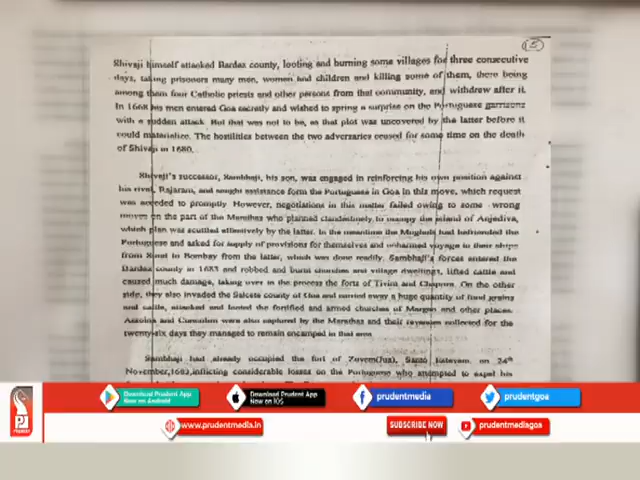 5
Shivaji himself attacked Bardez county, looting and burning some villages for three consecutive
days, taking prisoners many men, women and children and killing some of them, there being
among them four Catholic priests and other persons from that community, and withdrew after it.
In 1668 his men entered Goa secretly and wished to spring a surprise on the Portuguese garrisons
with a sudden attack. But that was not to be, as that plot was uncovered by the latter before it
could materialize. The hostilities between the two adversaries ceased for some time on the death
of Shivaji in 1680.
Shivaji's successor, Sambhaji, his son, was engaged in reinforcing his own position against
his rival, Rajaram, and sought assistance form the Portuguese in Goa in this move, which request
was acceded to promptly However, negotiations in this matter failed owing to some wrong
moves on the part of the Marathas who planned clandestinely to occupy the island of Anjediva,
which plan was scuttled effectively by the latter. In the meantime the Moghuls had befriended the
Portuguese and asked for supply of provisions for themselves and unharmed voyage to their ships
from Surat to Bombay from the latter, which was done readily. Sambhaji's forces entered the
Bardez county in 1683 and robbed and burnt churches and village dwellings, lifted cattle and
caused much damage, taking over in the process the forts of Tivim and Chapora. On the other
side, they also invaded the Salcete county of Goa and carried away a huge quantity of food grains
and cattle, attacked and looted the fortified and armed churches of Margao and other places.
Assolna and Cuncolim were also captured by the Marathas and their revenues collected for the
twenty-six days they managed to remain encamped in that area.
Sambhaji had already occupied the fort of Zuvem(Jua), Santo Estevam, on 24th
November,1682,inflicting considerable losses on the Portuguese who attempted to expel his
Download Prudent App
Now on Android
Download Prudent App
Now on iOS
prudentmedia
prudentgoa
PRUDENT
www.prudentmedia.in
SUBSCRIBE NOW
prudentmediagoa